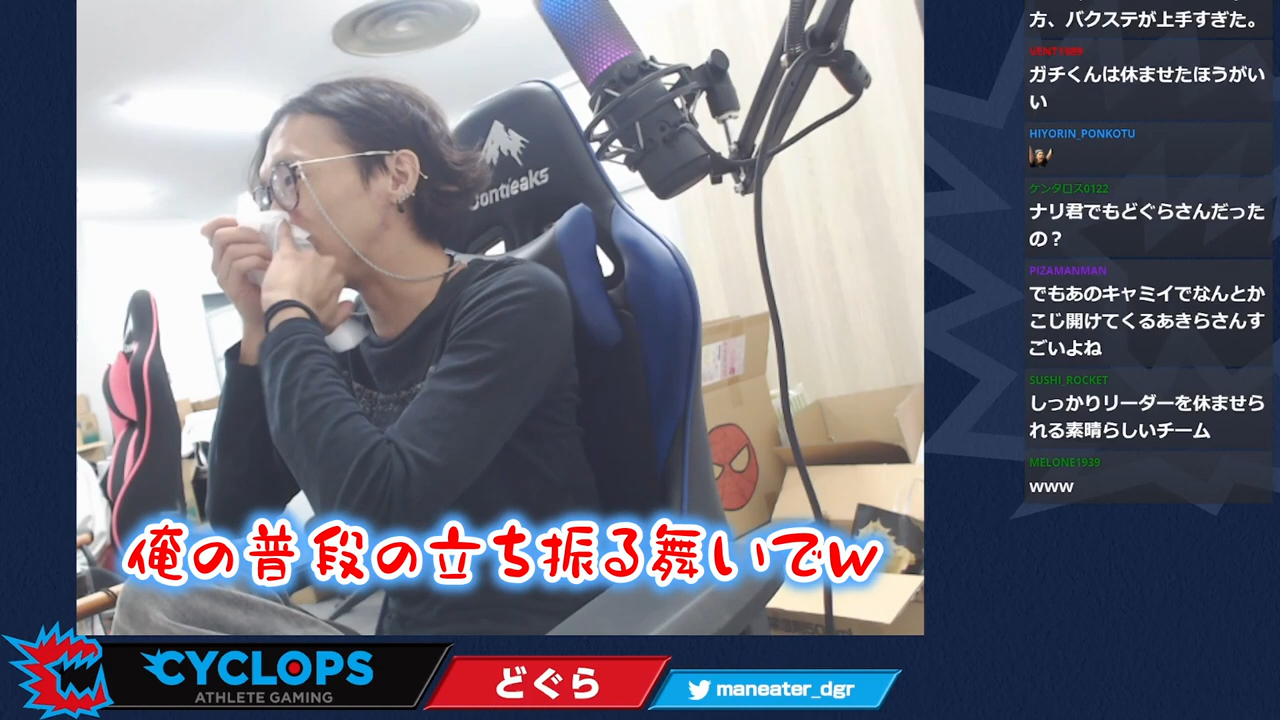 方、バクステが上手すぎた。
VENT1989
ガチくんは休ませたほうがい
い
HIYORIN_PONKOTU
ケンタロス0122
ナリ君でもどぐらさんだった
の？
PIZAMANMAN
でもあのキャミイでなんとか
こじ開けてくるあきらさんす
ごいよね
SUSHI_ROCKET
しっかりリーダーを休ませら
れる素晴らしいチーム
MELONE1939
www
Contieaks
俺の普段の立ち振る舞いでw
CYCLOPS
ATHLETE GAMING
どぐら
maneater_dgr